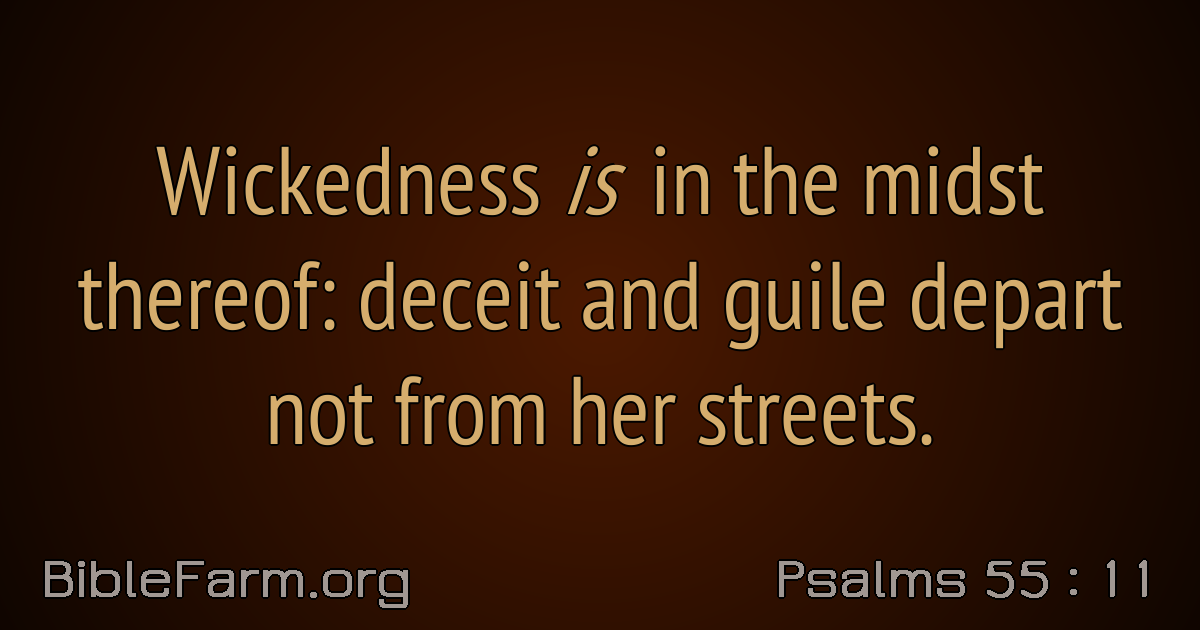 Wickedness is in the midst
thereof: deceit and guile depart
not from her streets.
BibleFarm.org
Psalms 55 : 11